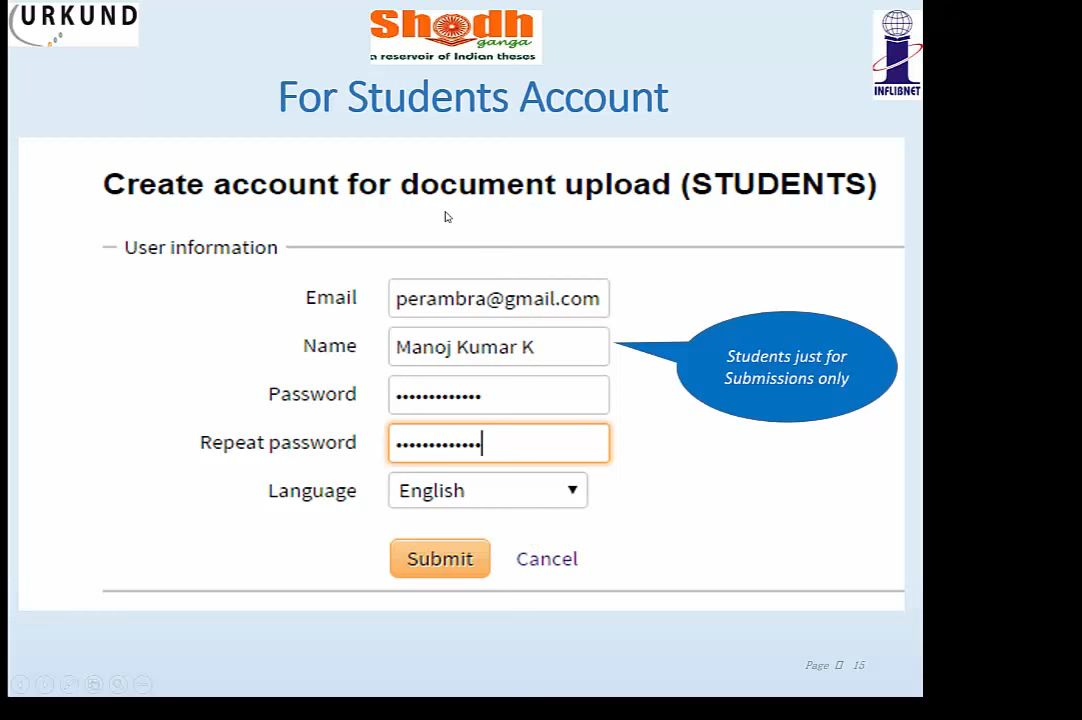 URKUND
Shodh
ganga
a reservoir of Indian theses
INFLIBNET
For Students Account
Create account for document upload (STUDENTS)
User information
Email perambra@gmail.com
Name Manoj Kumar K
Students just for
Submissions only
Password •••••••••••••
Repeat password •••••••••••••
Language English
Submit Cancel
Page 15